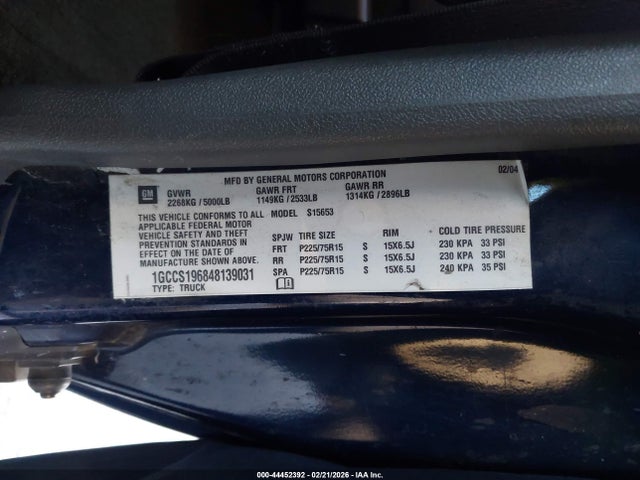 MFD BY GENERAL MOTORS CORPORATION 02/04
GM GVWR GAWR FRT GAWR RR
2268KG / 5000LB 1149KG / 2533LB 1314KG / 2896LB
THIS VEHICLE CONFORMS TO ALL MODEL S15653
APPLICABLE FEDERAL MOTOR
VEHICLE SAFETY AND THEFT
PREVENTION STANDARDS IN
EFFECT ON THE DATE OF
MANUFACTURE SHOWN ABOVE.
1GCCS196848139031
TYPE: TRUCK
SPJW TIRE SIZE RIM COLD TIRE PRESSURE
FRT P225/75R15 S 15X6.5J 230 KPA 33 PSI
RR P225/75R15 S 15X6.5J 230 KPA 33 PSI
SPA P225/75R15 S 15X6.5J 240 KPA 35 PSI
000-44452392 - 02/21/2026 - IAA Inc.